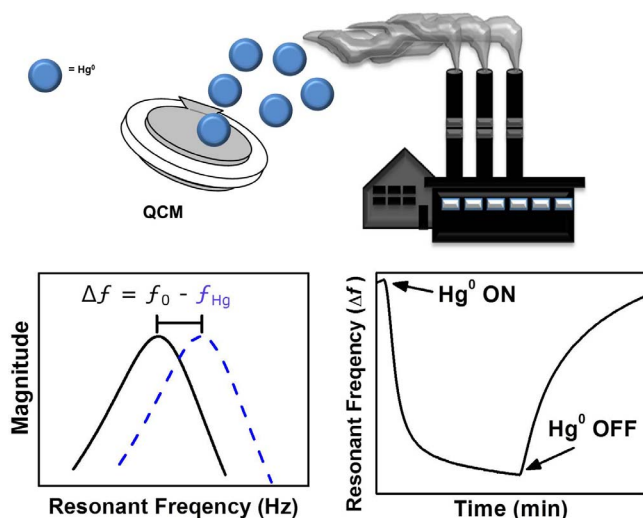 = Hg⁰
QCM
Δf = f₀ - f_Hg
Magnitude
Resonant Freqency (Hz)
Resonant Freqency (Δf)
Hg⁰ ON
Hg⁰ OFF
Time (min)